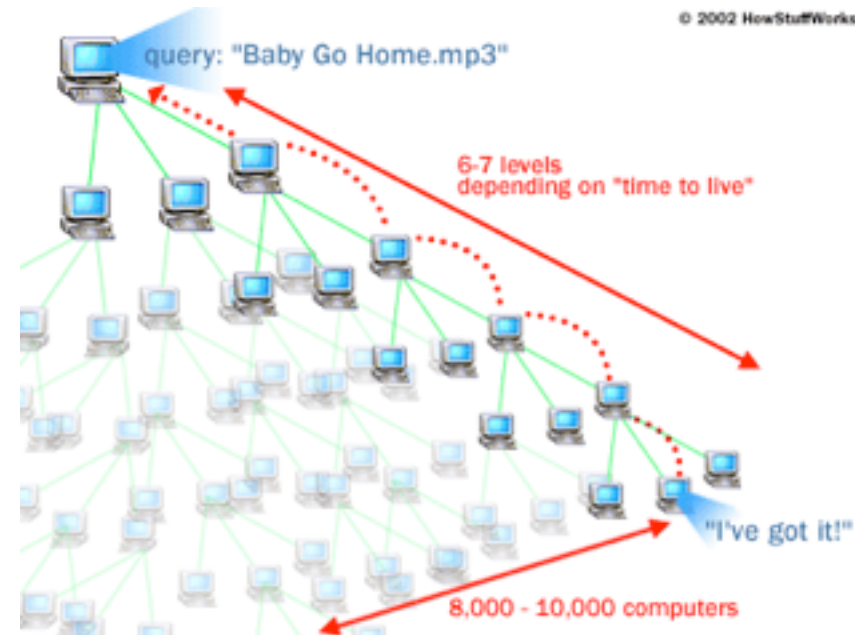 © 2002 HowStuffWorks
query: "Baby Go Home.mp3"
6-7 levels
depending on "time to live"
"I've got it!"
8,000 - 10,000 computers